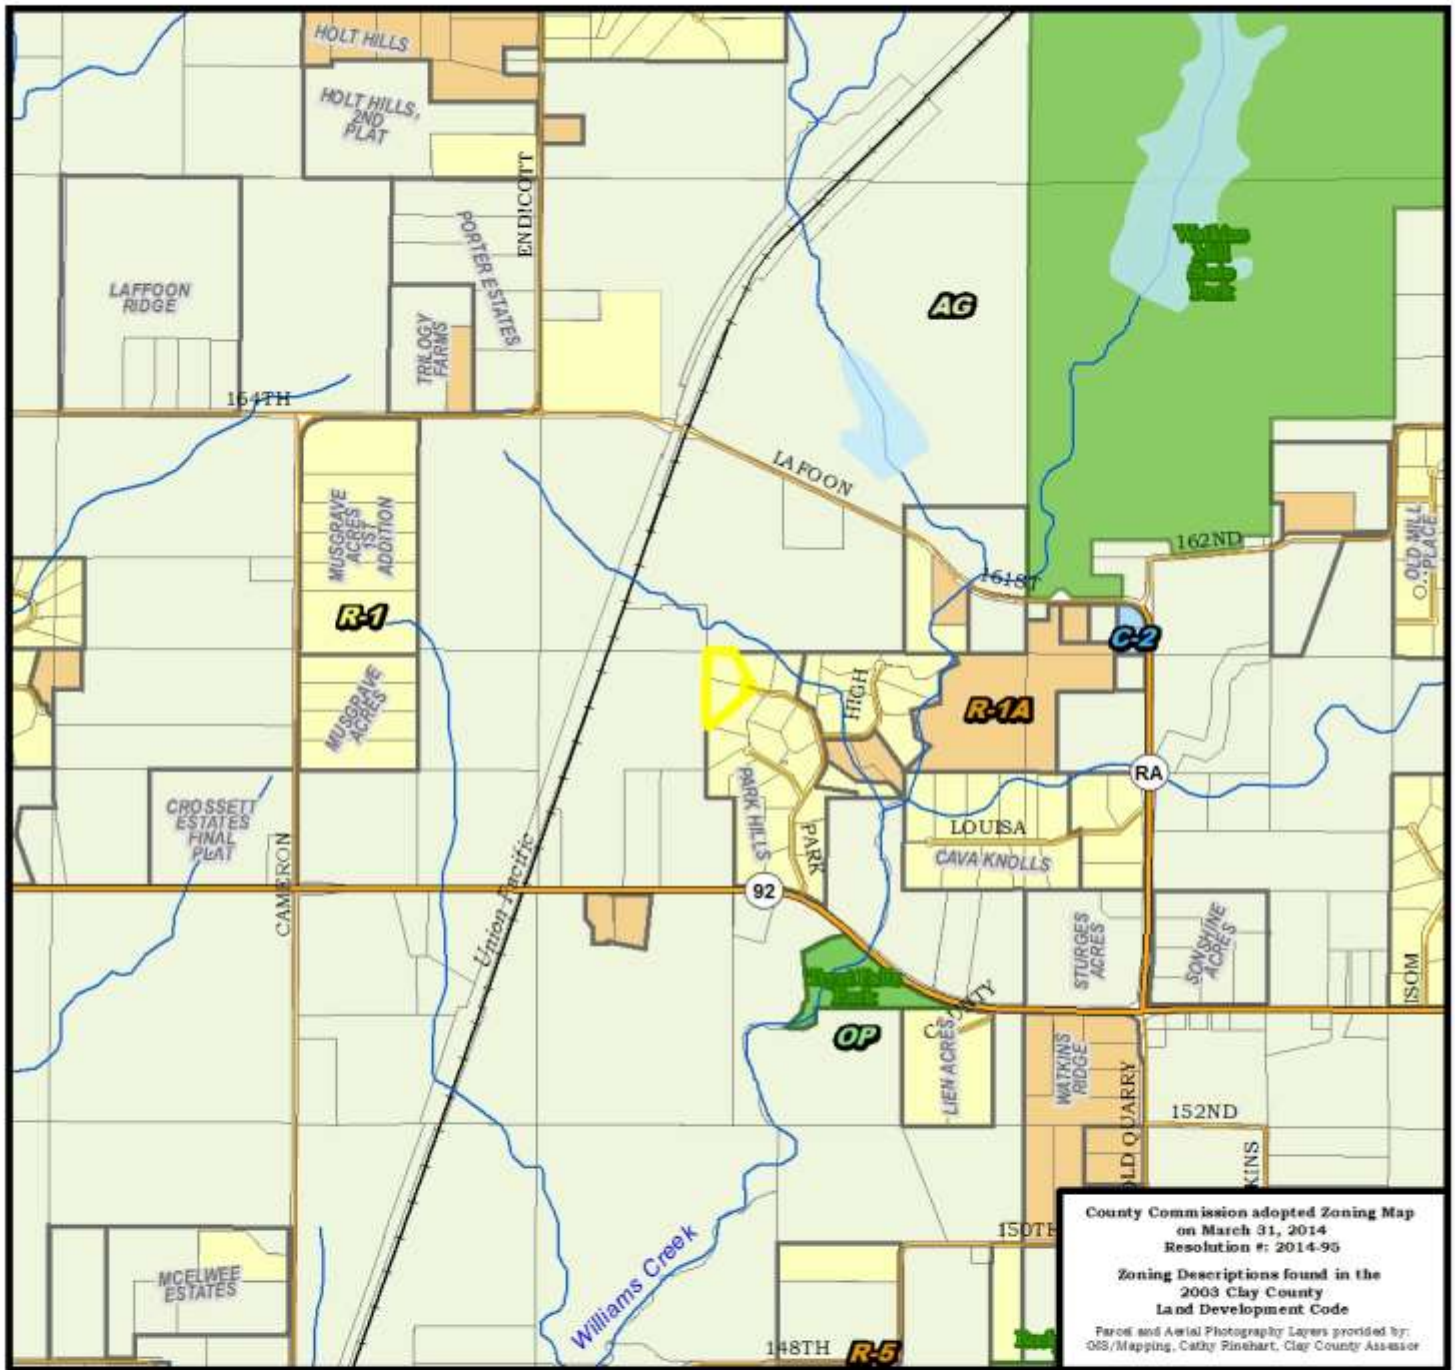 HOLT HILLS
HOLT HILLS,
2ND
PLAT
ENDICOTT
PORTER ESTATES
LAFFOON
RIDGE
TRILOGY
FARMS
AG
164TH
LAFOON
MUSGRAVE
ACRES
1ST
ADDITION
162ND
OLD MILL
PLACE
161ST
R-1
C-2
MUSGRAVE
ACRES
HIGH
R-1A
RA
CROSSETT
ESTATES
FINAL
PLAT
PARK HILLS
PARK
LOUISA
CAVA KNOLLS
CAMERON
Union Pacific
92
STURGES
ACRES
SONSHINE
ACRES
ISOM
OP
LIEN ACRES
WATKINS
RIDGE
OLD QUARRY
152ND
KINS
150TH
Williams Creek
MCELWEE
ESTATES
148TH
R-5
County Commission adopted Zoning Map
on March 31, 2014
Resolution #: 2014-95
Zoning Descriptions found in the
2003 Clay County
Land Development Code
Parcel and Aerial Photography Layers provided by:
GIS/Mapping, Cathy Rinehart, Clay County Assessor